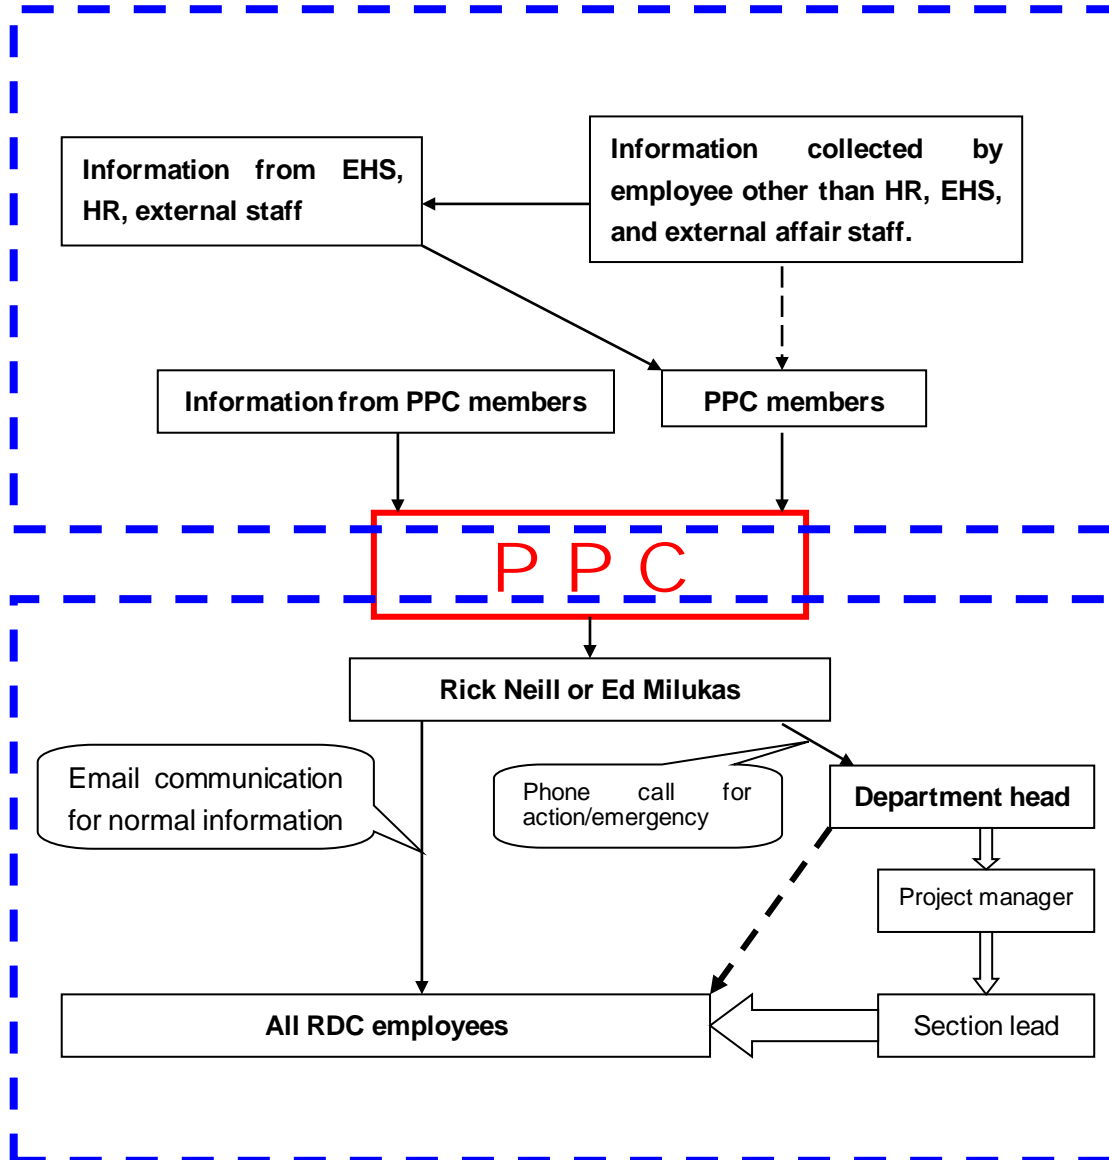 Information from EHS,
HR, external staff
Information collected by
employee other than HR, EHS,
and external affair staff.
Information from PPC members
PPC members
P P C
Rick Neill or Ed Milukas
Email communication
for normal information
Phone call for
action/emergency
Department head
Project manager
All RDC employees
Section lead